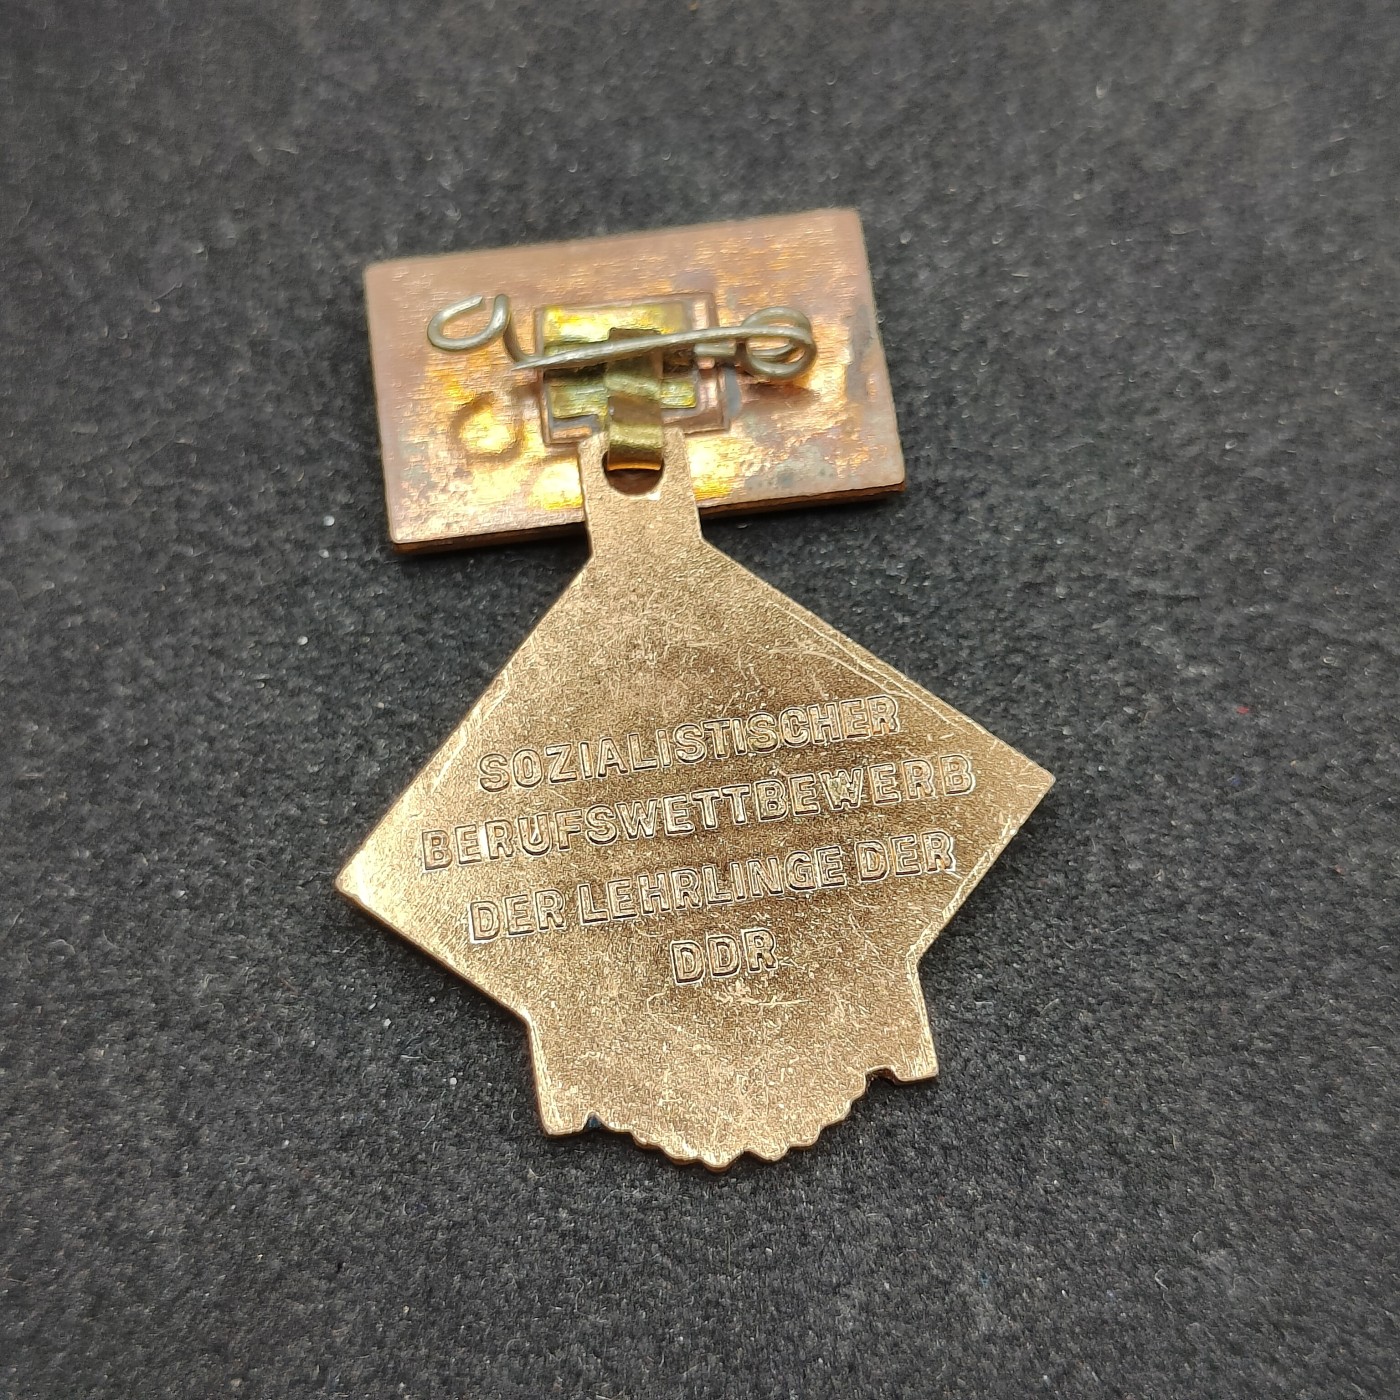 SOZIALISTISCHER
BERUFSWETTBEWERB
DER LEHRLINGE DER
DDR